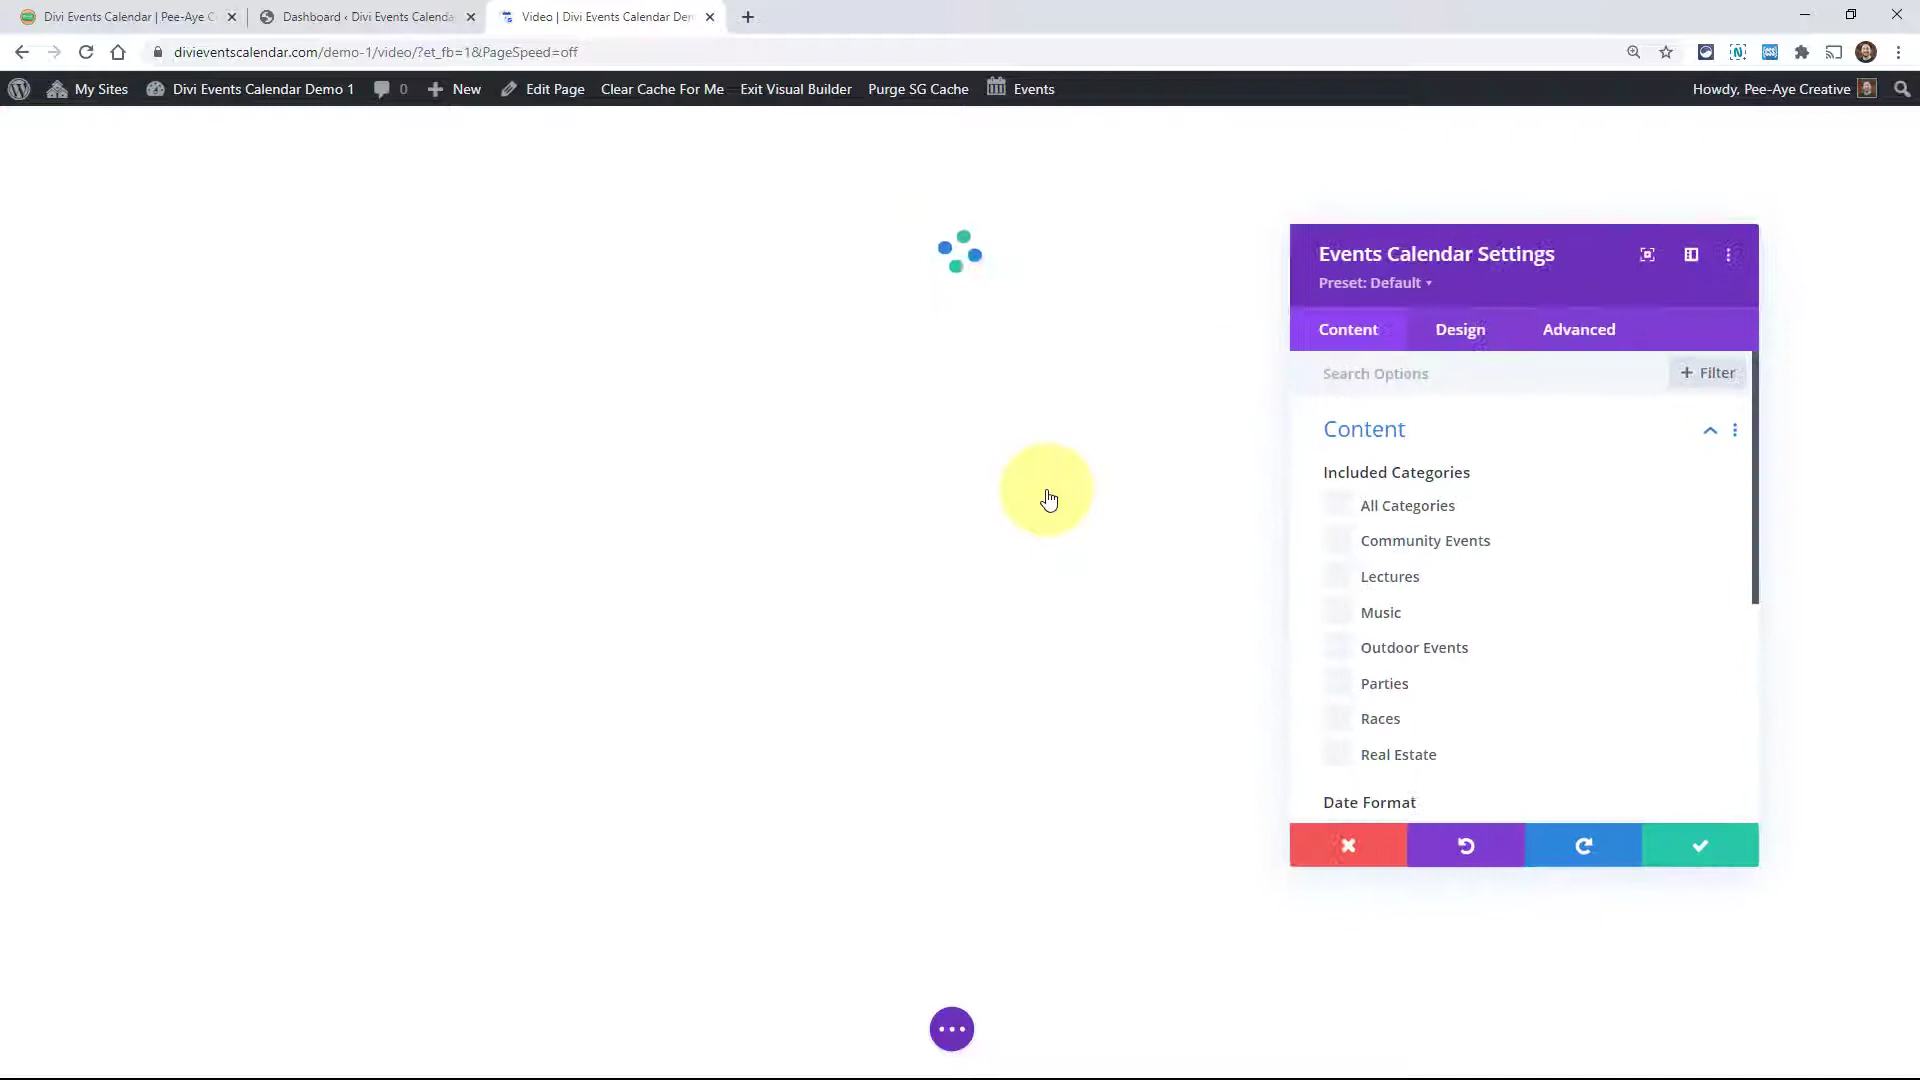 Divi Events Calendar | Pee-Aye C
Dashboard ‹ Divi Events Calenda
Video | Divi Events Calendar Den
divieventscalendar.com/demo-1/video/?et_fb=1&PageSpeed=off
My Sites
Divi Events Calendar Demo 1
0
New
Edit Page
Clear Cache For Me
Exit Visual Builder
Purge SG Cache
Events
Howdy, Pee-Aye Creative
Events Calendar Settings
Preset: Default
Content
Design
Advanced
Search Options
+ Filter
Content
Included Categories
All Categories
Community Events
Lectures
Music
Outdoor Events
Parties
Races
Real Estate
Date Format